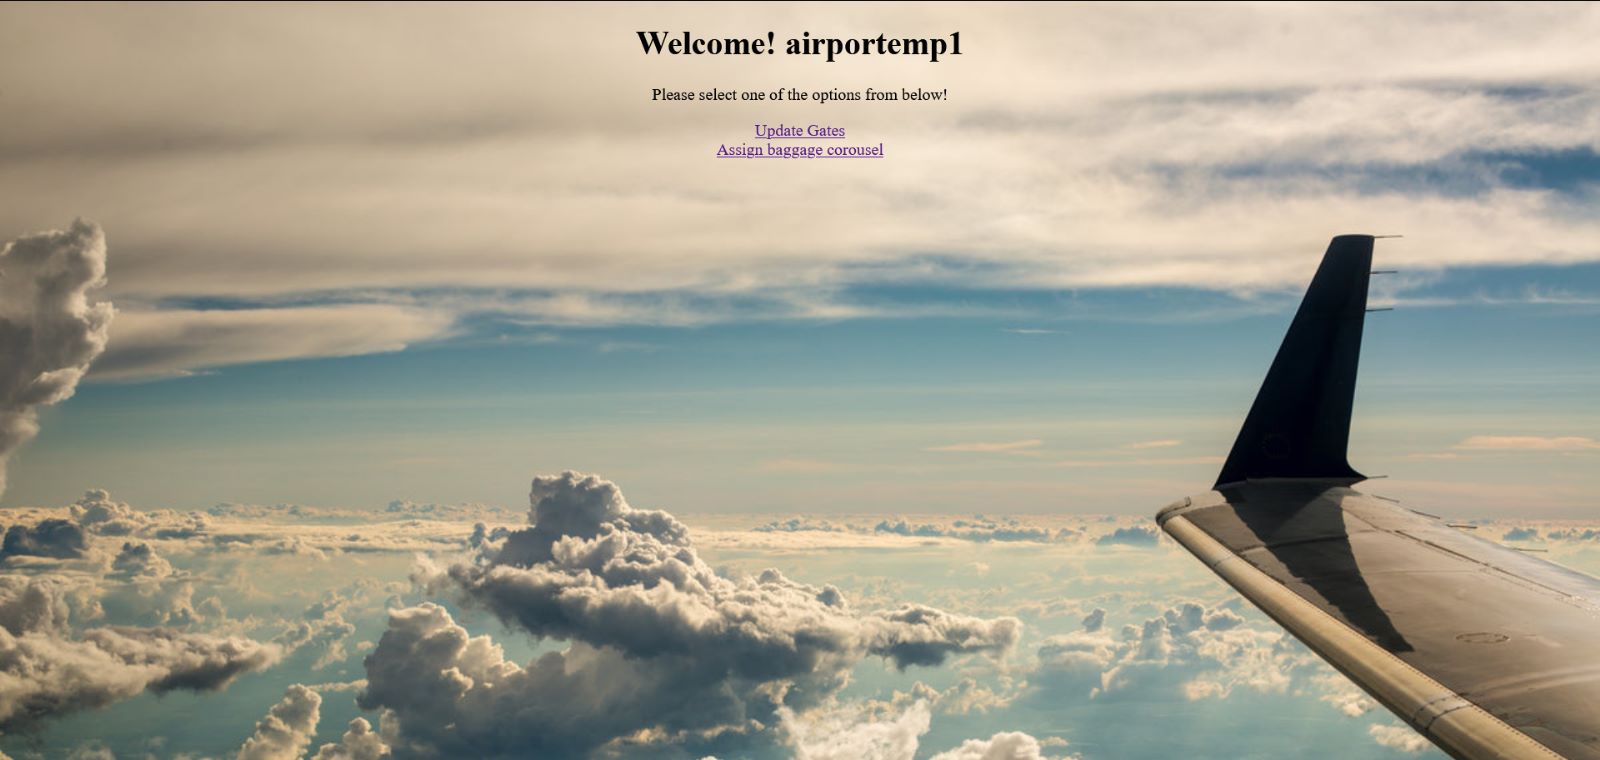 Welcome! airportemp1
Please select one of the options from below!
Update Gates
Assign baggage corousel